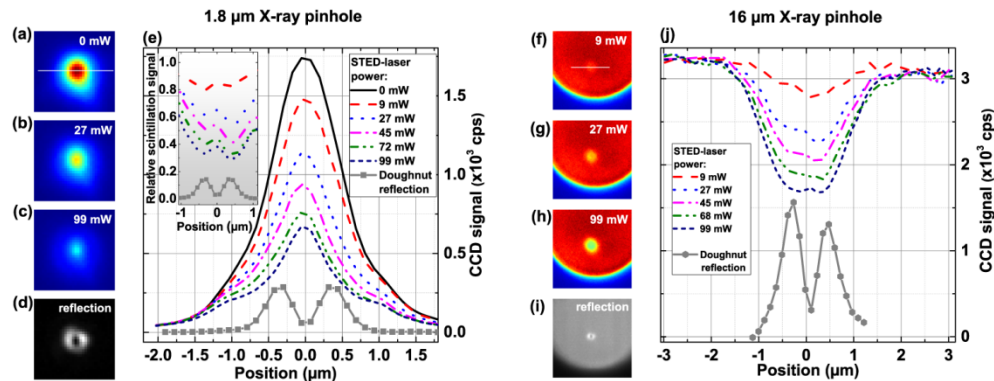 1.8 µm X-ray pinhole
16 µm X-ray pinhole
(a)
0 mW
(b)
27 mW
(c)
99 mW
(d)
reflection
(e)
Relative scintillation signal
1.0
0.8
0.6
0.4
0.2
0.0
-1
0
1
Position (µm)
STED-laser
power:
0 mW
9 mW
27 mW
45 mW
72 mW
99 mW
Doughnut
reflection
1.5
1.0
0.5
0.0
CCD signal (x10³ cps)
-2.0 -1.5 -1.0 -0.5 0.0 0.5 1.0 1.5
Position (µm)
(f)
9 mW
(g)
27 mW
(h)
99 mW
(i)
reflection
(j)
STED-laser
power:
9 mW
27 mW
45 mW
68 mW
99 mW
Doughnut
reflection
3
2
1
0
CCD signal (x10³ cps)
-3 -2 -1 0 1 2 3
Position (µm)